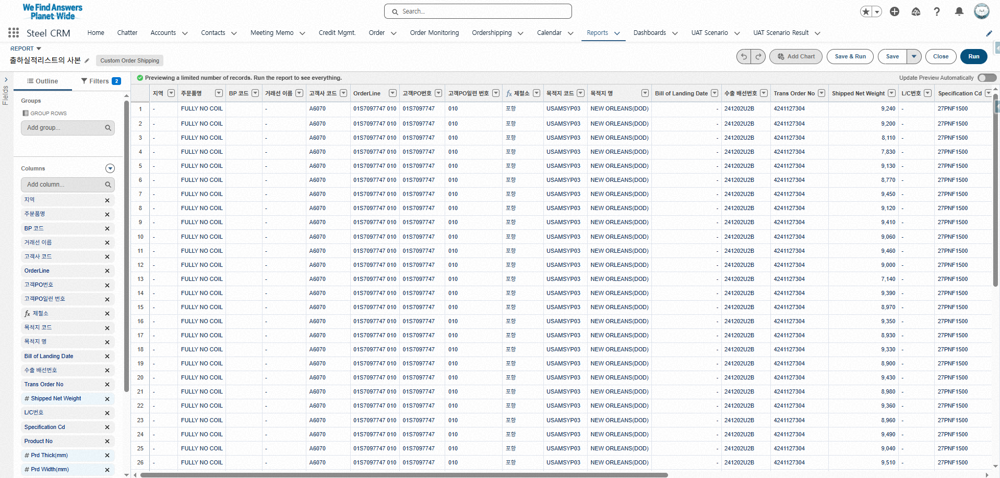 We Find Answers
Planet Wide
Search...
Steel CRM
Home
Chatter
Accounts
Contacts
Meeting Memo
Credit Mgmt.
Order
Order Monitoring
Ordershipping
Calendar
Reports
Dashboards
UAT Scenario
UAT Scenario Result
REPORT
출하실적리스트의 사본
Custom Order Shipping
Add Chart
Save & Run
Save
Close
Run
Fields
Outline
Filters 2
Previewing a limited number of records. Run the report to see everything.
Update Preview Automatically
Groups
GROUP ROWS
Add group...
Columns
Add column...
지역
주문품명
BP 코드
거래선 이름
고객사 코드
OrderLine
고객PO번호
고객PO일련 번호
fx 제철소
목적지 코드
목적지 명
Bill of Landing Date
수출 배선번호
Trans Order No
# Shipped Net Weight
L/C번호
Specification Cd
Product No
# Prd Thick(mm)
# Prd Width(mm)
지역 주문품명 BP 코드 거래선 이름 고객사 코드 OrderLine 고객PO번호 고객PO일련 번호 fx 제철소 목적지 코드 목적지 명 Bill of Landing Date 수출 배선번호 Trans Order No Shipped Net Weight L/C번호 Specification Cd
1 - FULLY NO COIL - A6070 01S7097747 010 01S7097747 010 포항 USAMSYP03 NEW ORLEANS(DOD) - 241202U2B 4241127304 9,240 - 27PNF1500
2 - FULLY NO COIL - A6070 01S7097747 010 01S7097747 010 포항 USAMSYP03 NEW ORLEANS(DOD) - 241202U2B 4241127304 9,200 - 27PNF1500
3 - FULLY NO COIL - A6070 01S7097747 010 01S7097747 010 포항 USAMSYP03 NEW ORLEANS(DOD) - 241202U2B 4241127304 8,110 - 27PNF1500
4 - FULLY NO COIL - A6070 01S7097747 010 01S7097747 010 포항 USAMSYP03 NEW ORLEANS(DOD) - 241202U2B 4241127304 7,830 - 27PNF1500
5 - FULLY NO COIL - A6070 01S7097747 010 01S7097747 010 포항 USAMSYP03 NEW ORLEANS(DOD) - 241202U2B 4241127304 9,130 - 27PNF1500
6 - FULLY NO COIL - A6070 01S7097747 010 01S7097747 010 포항 USAMSYP03 NEW ORLEANS(DOD) - 241202U2B 4241127304 8,770 - 27PNF1500
7 - FULLY NO COIL - A6070 01S7097747 010 01S7097747 010 포항 USAMSYP03 NEW ORLEANS(DOD) - 241202U2B 4241127304 9,450 - 27PNF1500
8 - FULLY NO COIL - A6070 01S7097747 010 01S7097747 010 포항 USAMSYP03 NEW ORLEANS(DOD) - 241202U2B 4241127304 9,120 - 27PNF1500
9 - FULLY NO COIL - A6070 01S7097747 010 01S7097747 010 포항 USAMSYP03 NEW ORLEANS(DOD) - 241202U2B 4241127304 9,410 - 27PNF1500
10 - FULLY NO COIL - A6070 01S7097747 010 01S7097747 010 포항 USAMSYP03 NEW ORLEANS(DOD) - 241202U2B 4241127304 9,060 - 27PNF1500
11 - FULLY NO COIL - A6070 01S7097747 010 01S7097747 010 포항 USAMSYP03 NEW ORLEANS(DOD) - 241202U2B 4241127304 9,460 - 27PNF1500
12 - FULLY NO COIL - A6070 01S7097747 010 01S7097747 010 포항 USAMSYP03 NEW ORLEANS(DOD) - 241202U2B 4241127304 9,000 - 27PNF1500
13 - FULLY NO COIL - A6070 01S7097747 010 01S7097747 010 포항 USAMSYP03 NEW ORLEANS(DOD) - 241202U2B 4241127304 7,140 - 27PNF1500
14 - FULLY NO COIL - A6070 01S7097747 010 01S7097747 010 포항 USAMSYP03 NEW ORLEANS(DOD) - 241202U2B 4241127304 9,390 - 27PNF1500
15 - FULLY NO COIL - A6070 01S7097747 010 01S7097747 010 포항 USAMSYP03 NEW ORLEANS(DOD) - 241202U2B 4241127304 8,970 - 27PNF1500
16 - FULLY NO COIL - A6070 01S7097747 010 01S7097747 010 포항 USAMSYP03 NEW ORLEANS(DOD) - 241202U2B 4241127304 9,350 - 27PNF1500
17 - FULLY NO COIL - A6070 01S7097747 010 01S7097747 010 포항 USAMSYP03 NEW ORLEANS(DOD) - 241202U2B 4241127304 8,930 - 27PNF1500
18 - FULLY NO COIL - A6070 01S7097747 010 01S7097747 010 포항 USAMSYP03 NEW ORLEANS(DOD) - 241202U2B 4241127304 9,330 - 27PNF1500
19 - FULLY NO COIL - A6070 01S7097747 010 01S7097747 010 포항 USAMSYP03 NEW ORLEANS(DOD) - 241202U2B 4241127304 8,900 - 27PNF1500
20 - FULLY NO COIL - A6070 01S7097747 010 01S7097747 010 포항 USAMSYP03 NEW ORLEANS(DOD) - 241202U2B 4241127304 9,430 - 27PNF1500
21 - FULLY NO COIL - A6070 01S7097747 010 01S7097747 010 포항 USAMSYP03 NEW ORLEANS(DOD) - 241202U2B 4241127304 8,980 - 27PNF1500
22 - FULLY NO COIL - A6070 01S7097747 010 01S7097747 010 포항 USAMSYP03 NEW ORLEANS(DOD) - 241202U2B 4241127304 9,360 - 27PNF1500
23 - FULLY NO COIL - A6070 01S7097747 010 01S7097747 010 포항 USAMSYP03 NEW ORLEANS(DOD) - 241202U2B 4241127304 8,960 - 27PNF1500
24 - FULLY NO COIL - A6070 01S7097747 010 01S7097747 010 포항 USAMSYP03 NEW ORLEANS(DOD) - 241202U2B 4241127304 9,490 - 27PNF1500
25 - FULLY NO COIL - A6070 01S7097747 010 01S7097747 010 포항 USAMSYP03 NEW ORLEANS(DOD) - 241202U2B 4241127304 9,040 - 27PNF1500
26 - FULLY NO COIL - A6070 01S7097747 010 01S7097747 010 포항 USAMSYP03 NEW ORLEANS(DOD) - 241202U2B 4241127304 9,510 - 27PNF1500